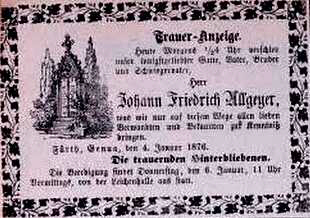 Trauer-Anzeige.
Heute Morgens ¼4 Uhr verschied
unser innigstgeliebter Gatte, Vater, Bruder
und Schwiegervater,
Herr
Johann Friedrich Allgeyer,
was wir nur auf diesem Wege allen lieben
Verwandten und Bekannten zur Kenntniß
bringen.
Fürth, Genua, den 4. Januar 1876.
Die trauernden Hinterbliebenen.
Die Beerdigung findet Donnerstag, den 6. Januar, 11 Uhr
Vormittags, von der Leichenhalle aus statt.